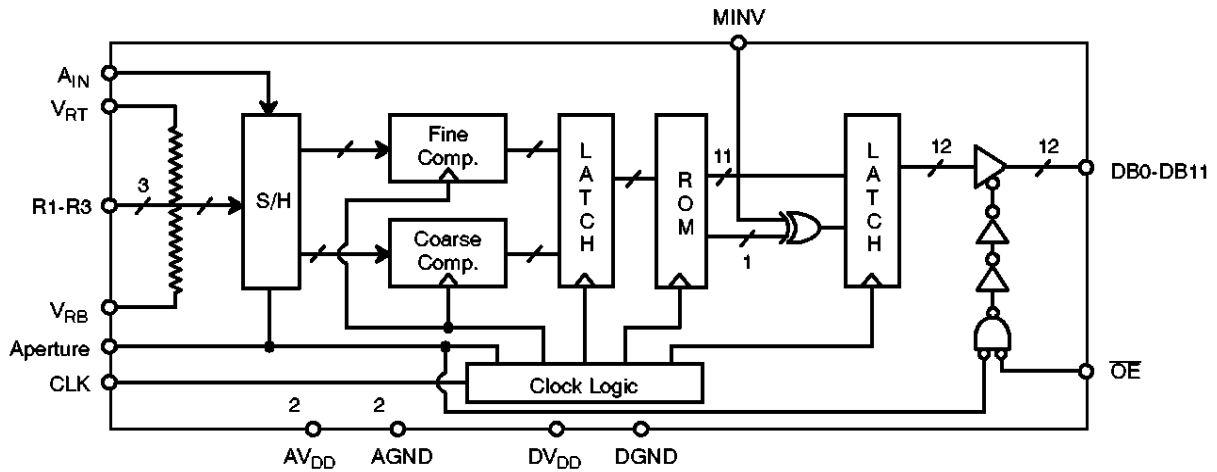 MINV
A_IN
V_RT
Fine
Comp.
L
A
T
C
H
R
O
M
11
L
A
T
C
H
12
12
DB0-DB11
3
R1-R3
S/H
Coarse
Comp.
1
V_RB
Aperture
CLK
Clock Logic
OE
2
2
AV_DD
AGND
DV_DD
DGND